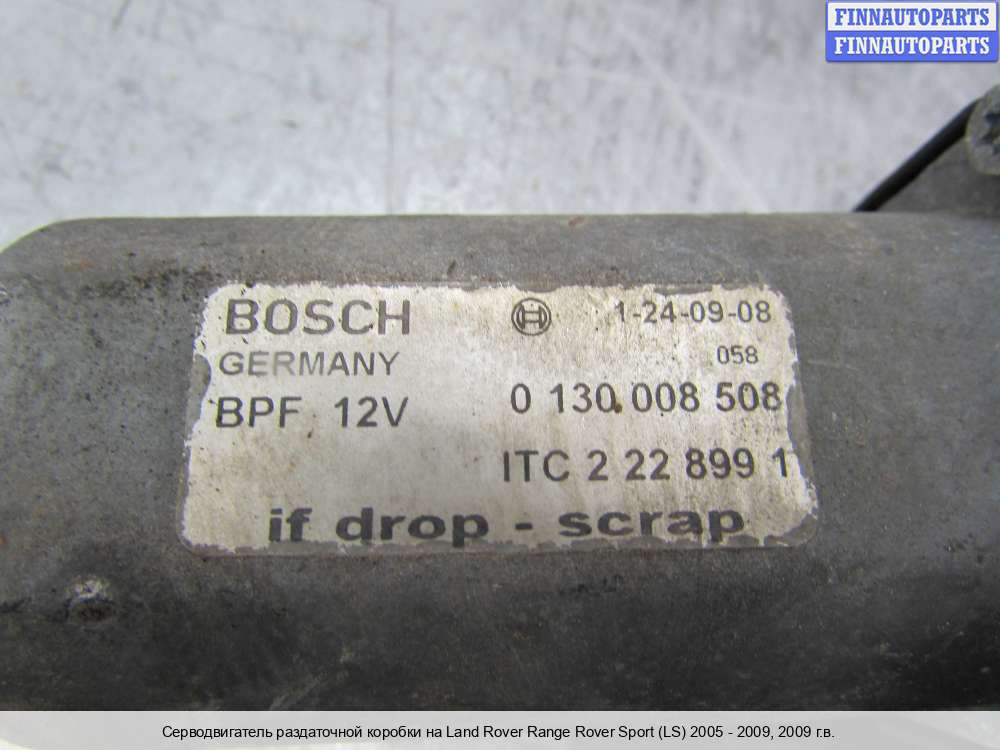 FINNAUTOPARTS
FINNAUTOPARTS
BOSCH 1-24-09-08
GERMANY 058
BPF 12V 0 130 008 508
ITC 2 22 899 1
if drop - scrap
Серводвигатель раздаточной коробки на Land Rover Range Rover Sport (LS) 2005 - 2009, 2009 г.в.